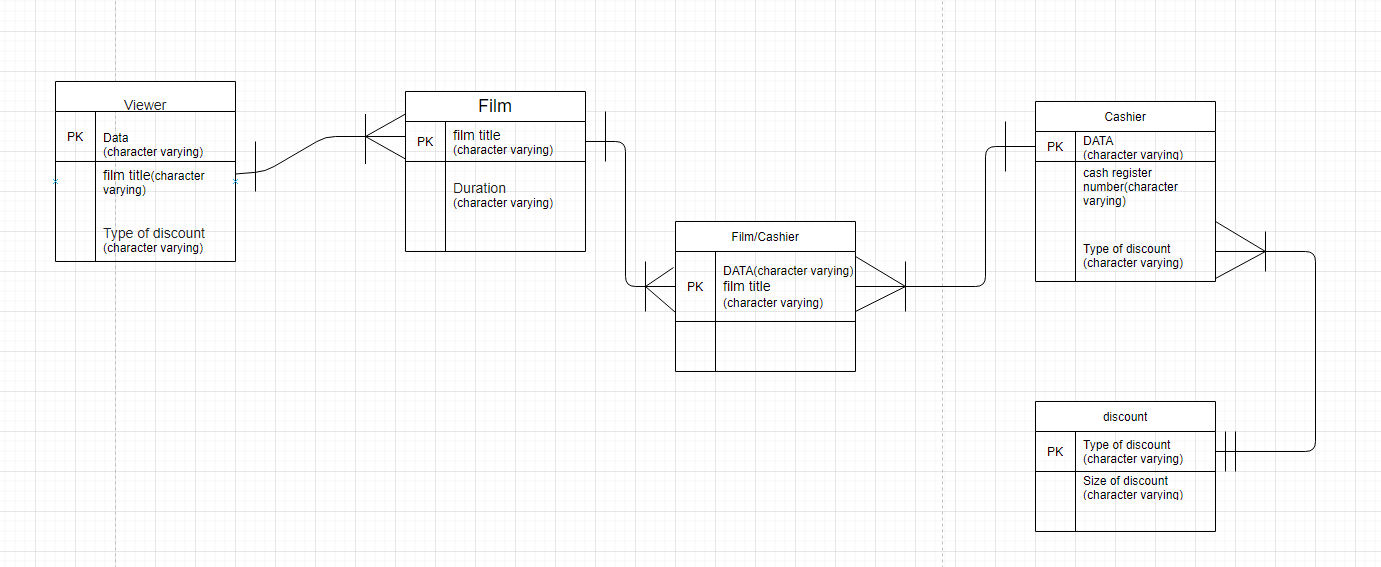 Viewer
PK
Data
(character varying)
film title(character
varying)
Type of discount
(character varying)
Film
PK
film title
(character varying)
Duration
(character varying)
Film/Cashier
PK
DATA(character varying)
film title
(character varying)
Cashier
PK
DATA
(character varying)
cash register
number(character
varying)
Type of discount
(character varying)
discount
PK
Type of discount
(character varying)
Size of discount
(character varying)